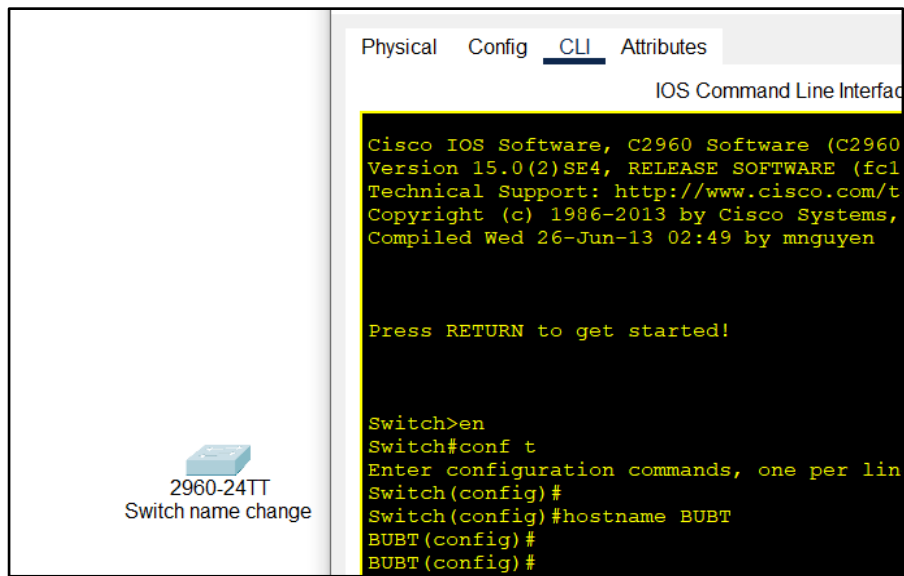 Physical Config CLI Attributes
IOS Command Line Interfac
Cisco IOS Software, C2960 Software (C2960
Version 15.0(2)SE4, RELEASE SOFTWARE (fc1
Technical Support: http://www.cisco.com/t
Copyright (c) 1986-2013 by Cisco Systems,
Compiled Wed 26-Jun-13 02:49 by mnguyen
Press RETURN to get started!
Switch>en
Switch#conf t
Enter configuration commands, one per lin
Switch(config)#
Switch(config)#hostname BUBT
BUBT(config)#
BUBT(config)#
2960-24TT
Switch name change